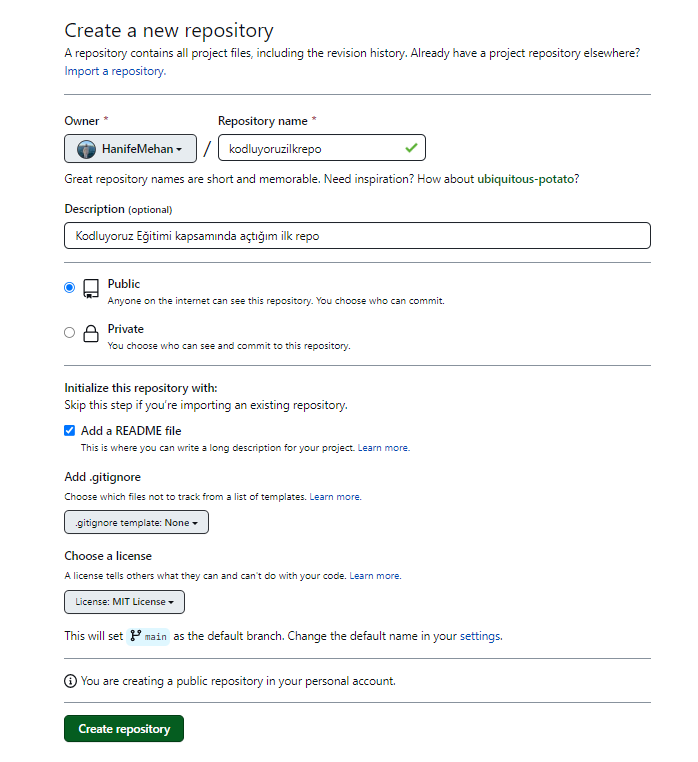 Create a new repository
A repository contains all project files, including the revision history. Already have a project repository elsewhere?
Import a repository.
Owner *
Repository name *
HanifeMehan
/
kodluyoruzilkrepo
Great repository names are short and memorable. Need inspiration? How about ubiquitous-potato?
Description (optional)
Kodluyoruz Eğitimi kapsamında açtığım ilk repo
Public
Anyone on the internet can see this repository. You choose who can commit.
Private
You choose who can see and commit to this repository.
Initialize this repository with:
Skip this step if you're importing an existing repository.
Add a README file
This is where you can write a long description for your project. Learn more.
Add .gitignore
Choose which files not to track from a list of templates. Learn more.
.gitignore template: None
Choose a license
A license tells others what they can and can't do with your code. Learn more.
License: MIT License
This will set main as the default branch. Change the default name in your settings.
You are creating a public repository in your personal account.
Create repository